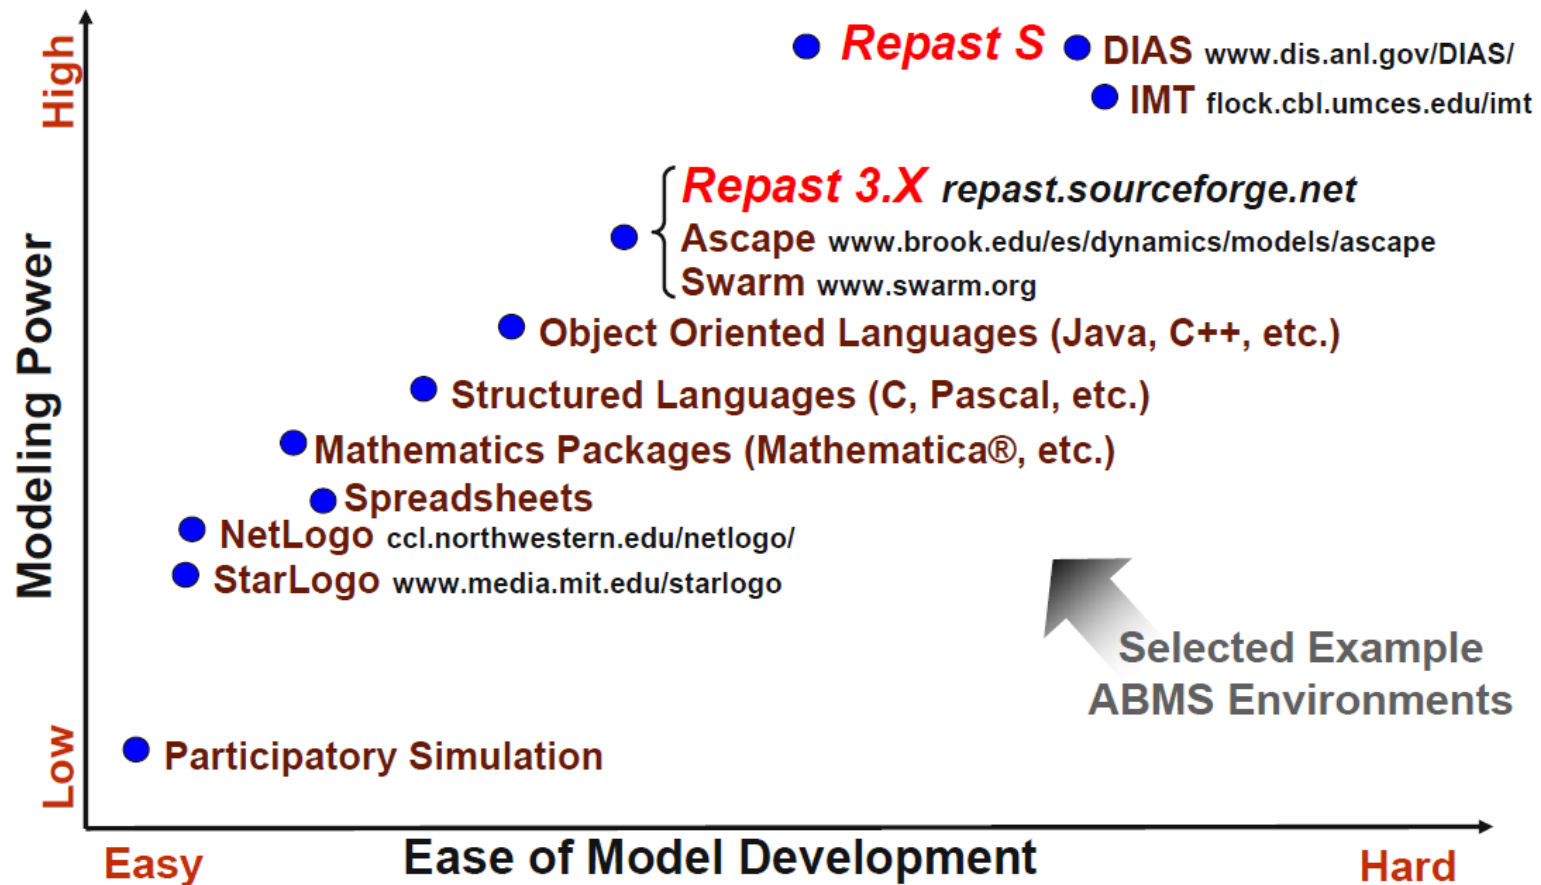 High
Repast S
DIAS www.dis.anl.gov/DIAS/
IMT flock.cbl.umces.edu/imt
Repast 3.X repast.sourceforge.net
Ascape www.brook.edu/es/dynamics/models/ascape
Swarm www.swarm.org
Object Oriented Languages (Java, C++, etc.)
Structured Languages (C, Pascal, etc.)
Mathematics Packages (Mathematica®, etc.)
Spreadsheets
NetLogo ccl.northwestern.edu/netlogo/
StarLogo www.media.mit.edu/starlogo
Modeling Power
Selected Example
ABMS Environments
Participatory Simulation
Low
Easy
Ease of Model Development
Hard